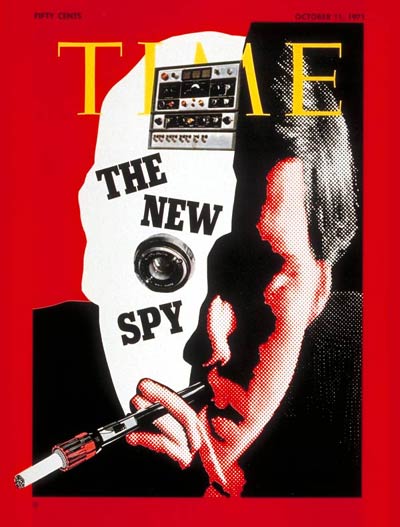 FIFTY CENTS
OCTOBER 11, 1971
TIME
THE
NEW
SPY